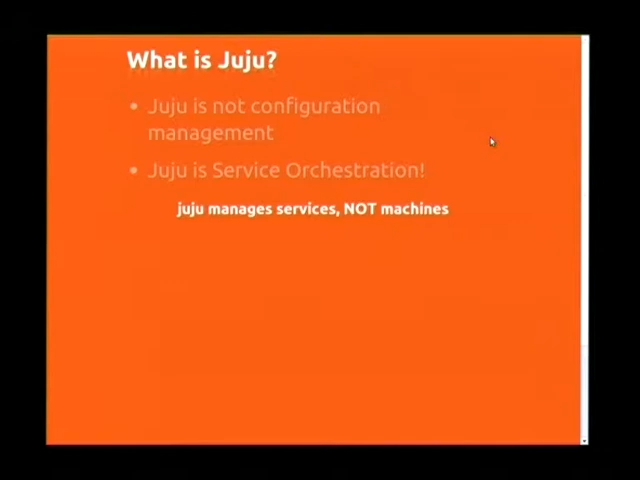 What is Juju?
• Juju is not configuration
management
• Juju is Service Orchestration!
juju manages services, NOT machines